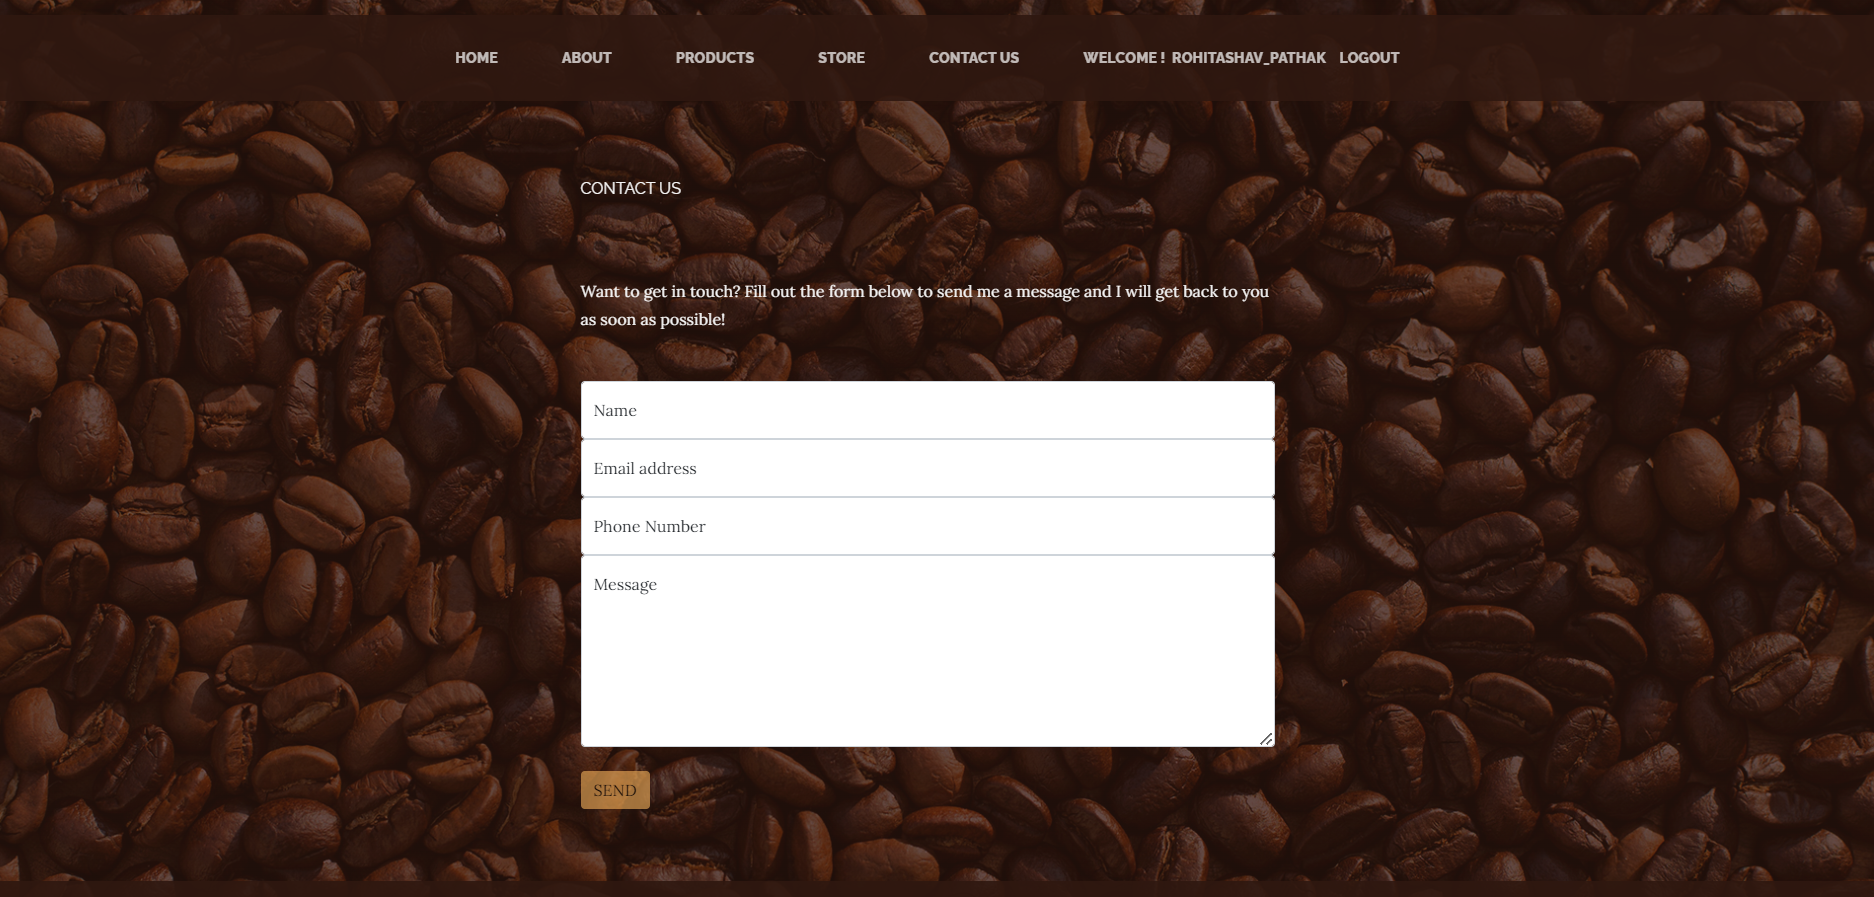 HOME ABOUT PRODUCTS STORE CONTACT US WELCOME ! ROHITASHAV_PATHAK LOGOUT
CONTACT US
Want to get in touch? Fill out the form below to send me a message and I will get back to you
as soon as possible!
Name
Email address
Phone Number
Message
SEND